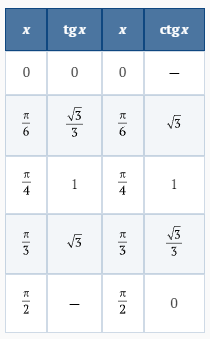 x tg x x ctg x
0 0 0 –
π/6 √3/3 π/6 √3
π/4 1 π/4 1
π/3 √3 π/3 √3/3
π/2 – π/2 0